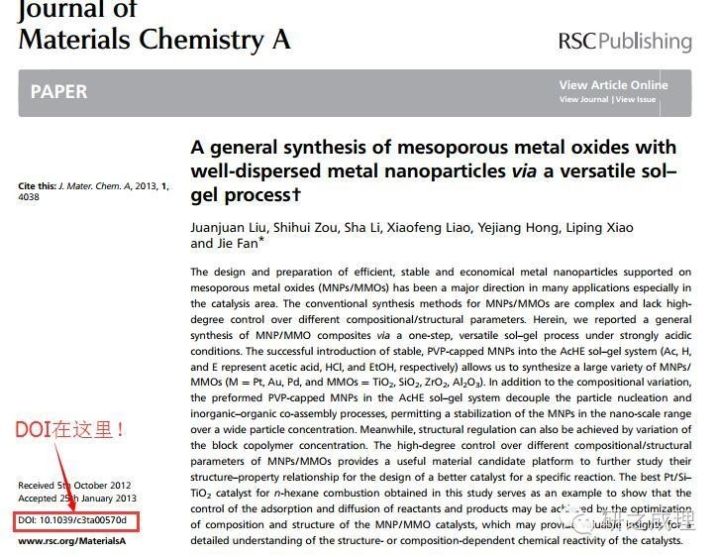 Journal of
Materials Chemistry A
RSCPublishing
PAPER
View Article Online
View Journal | View Issue
A general synthesis of mesoporous metal oxides with
well-dispersed metal nanoparticles via a versatile sol–
gel process†
Cite this: J. Mater. Chem. A, 2013, 1,
4038
Juanjuan Liu, Shihui Zou, Sha Li, Xiaofeng Liao, Yejiang Hong, Liping Xiao
and Jie Fan*
The design and preparation of efficient, stable and economical metal nanoparticles supported on
mesoporous metal oxides (MNPs/MMOs) has been a major direction in many applications especially in
the catalysis area. The conventional synthesis methods for MNPs/MMOs are complex and lack high-
degree control over different compositional/structural parameters. Herein, we reported a general
synthesis of MNP/MMO composites via a one-step, versatile sol–gel process under strongly acidic
conditions. The successful introduction of stable, PVP-capped MNPs into the AcHE sol–gel system (Ac, H,
and E represent acetic acid, HCl, and EtOH, respectively) allows us to synthesize a large variety of MNPs/
MMOs (M = Pt, Au, Pd, and MMOs = TiO₂, SiO₂, ZrO₂, Al₂O₃). In addition to the compositional variation,
the preformed PVP-capped MNPs in the AcHE sol–gel system decouple the particle nucleation and
inorganic–organic co-assembly processes, permitting a stabilization of the MNPs in the nano-scale range
over a wide particle concentration. Meanwhile, structural regulation can also be achieved by variation of
the block copolymer concentration. The high-degree control over different compositional/structural
parameters of MNPs/MMOs provides a useful material candidate platform to further study their
structure–property relationship for the design of a better catalyst for a specific reaction. The best Pt/Si–
TiO₂ catalyst for n-hexane combustion obtained in this study serves as an example to show that the
control of the adsorption and diffusion of reactants and products may be by the optimization
of composition and structure of the MNP/MMO catalysts, which may insights for a
detailed understanding of the structure- or composition-dependent chemical reactivity of the catalysts.
DOI在这里！
Received 5th October 2012
Accepted 25th January 2013
DOI: 10.1039/c3ta00570d
www.rsc.org/MaterialsA
研之成理